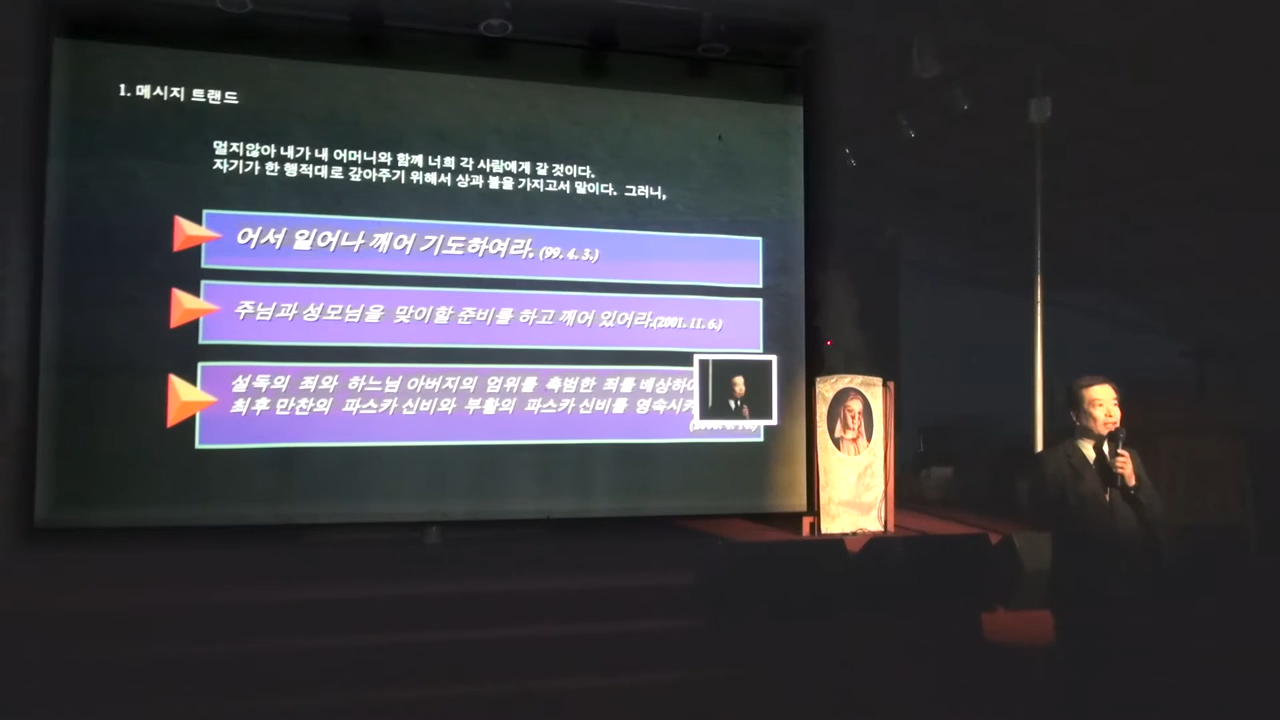 1. 메시지 트랜드
멀지않아 내가 내 어머니와 함께 너희 각 사람에게 갈 것이다.
자기가 한 행적대로 갚아주기 위해서 상과 벌을 가지고서 말이다. 그러니,
어서 일어나 깨어 기도하여라. (99. 4. 3.)
주님과 성모님을 맞이할 준비를 하고 깨어 있어라.(2001. 11. 6.)
설독의 죄와 하느님 아버지의 엄위를 촉범한 죄를 배상하
최후 만찬의 파스카 신비와 부활의 파스카 신비를 영속시